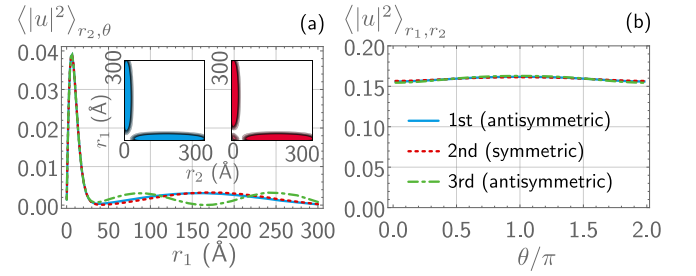 ⟨|u|²⟩r₂,θ (a)
0.04
0.03
0.02
0.01
0.00
0 50 100 150 200 250 300
r₁ (Å)
300
r₁ (Å)
0
0 300 0 300
r₂ (Å)
⟨|u|²⟩r₁,r₂ (b)
0.20
0.15
0.10
0.05
0.00
0.0 0.5 1.0 1.5 2.0
θ/π
1st (antisymmetric)
2nd (symmetric)
3rd (antisymmetric)